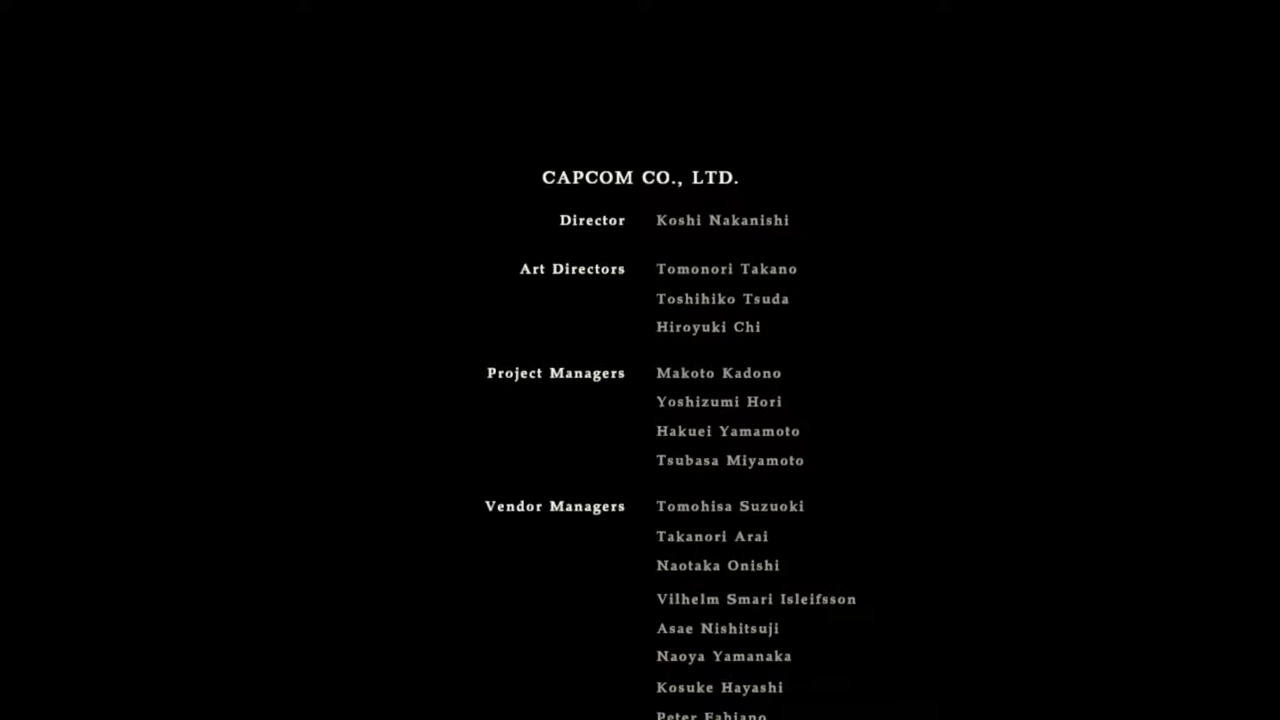 CAPCOM CO., LTD.
Director Koshi Nakanishi
Art Directors Tomonori Takano
Toshihiko Tsuda
Hiroyuki Chi
Project Managers Makoto Kadono
Yoshizumi Hori
Hakuei Yamamoto
Tsubasa Miyamoto
Vendor Managers Tomohisa Suzuoki
Takanori Arai
Naotaka Onishi
Vilhelm Smari Isleifsson
Asae Nishitsuji
Naoya Yamanaka
Kosuke Hayashi
Peter Fabiano